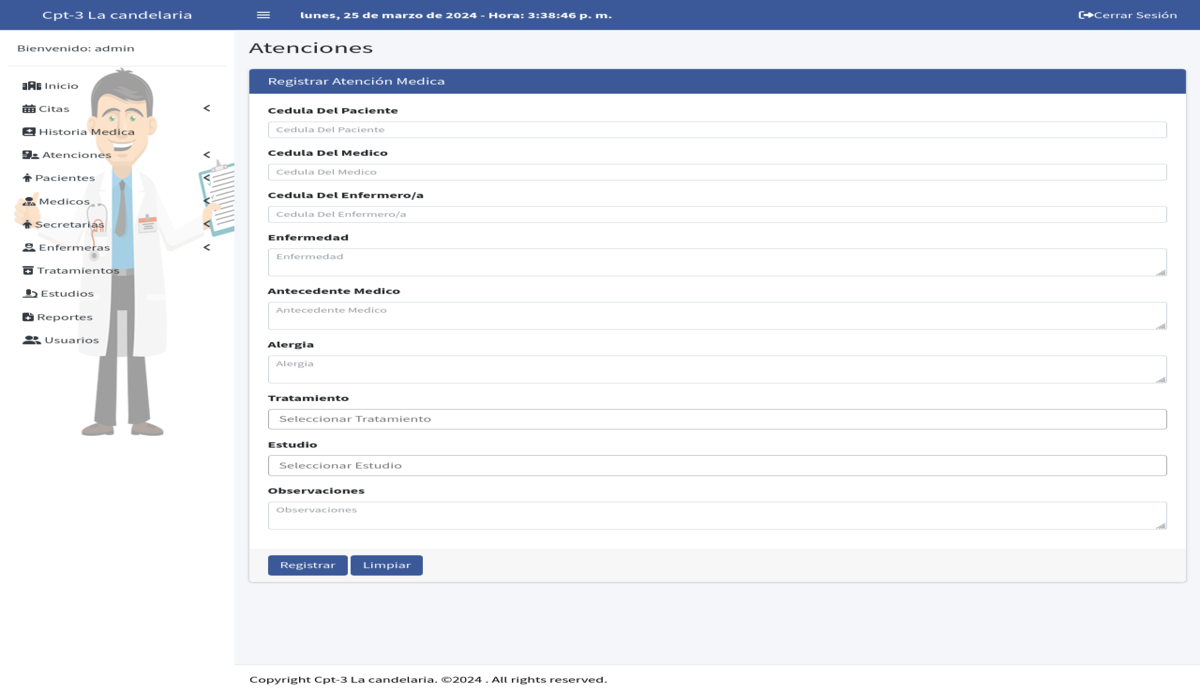 Cpt-3 La candelaria
lunes, 25 de marzo de 2024 - Hora: 3:38:46 p. m.
Cerrar Sesión
Bienvenido: admin
Inicio
Citas <
Historia Medica
Atenciones <
Pacientes <
Medicos <
Secretarias <
Enfermeras <
Tratamientos
Estudios
Reportes
Usuarios
Atenciones
Registrar Atención Medica
Cedula Del Paciente
Cedula Del Paciente
Cedula Del Medico
Cedula Del Medico
Cedula Del Enfermero/a
Cedula Del Enfermero/a
Enfermedad
Enfermedad
Antecedente Medico
Antecedente Medico
Alergia
Alergia
Tratamiento
Seleccionar Tratamiento
Estudio
Seleccionar Estudio
Observaciones
Observaciones
Registrar
Limpiar
Copyright Cpt-3 La candelaria. ©2024 . All rights reserved.